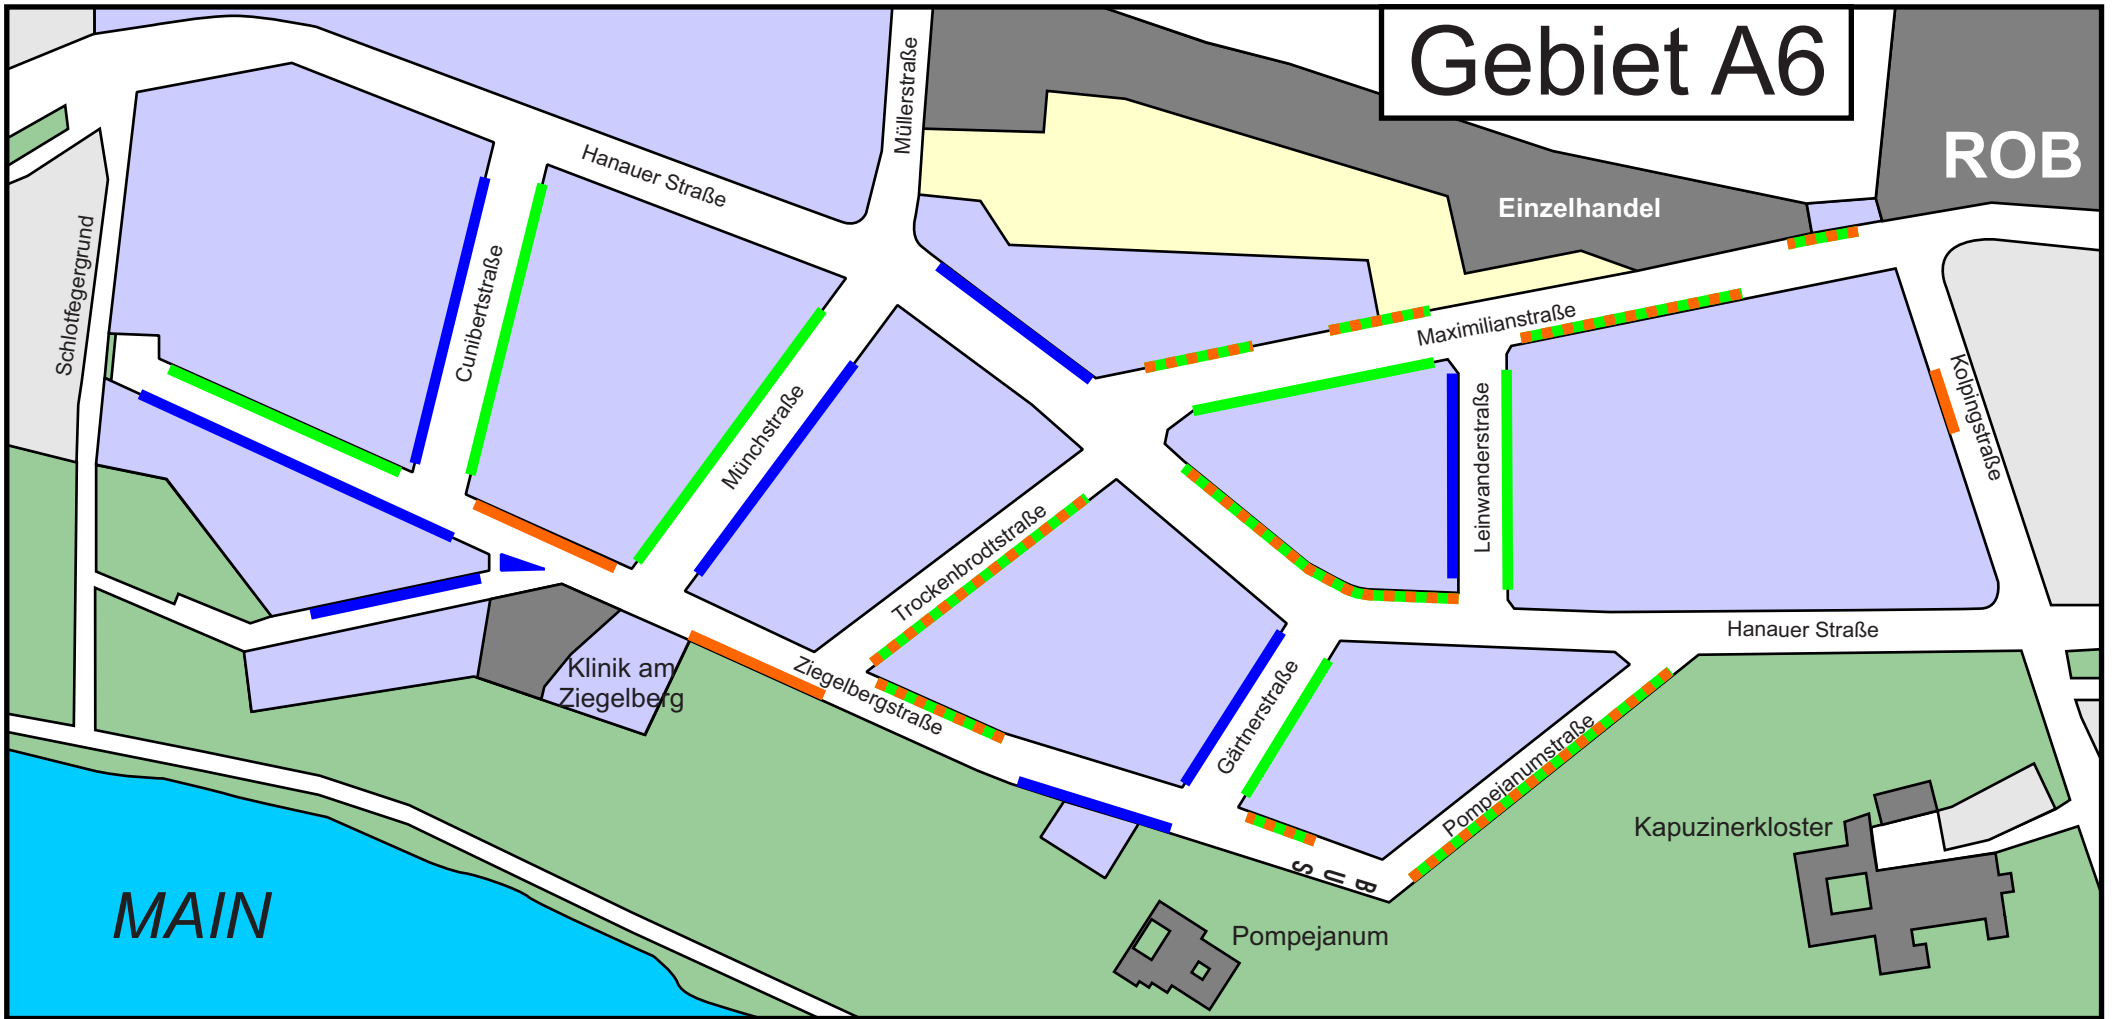 Gebiet A6
ROB
Müllerstraße
Hanauer Straße
Einzelhandel
Schlotfegergrund
Cunibertstraße
Maximilianstraße
Kolpingstraße
Münchstraße
Leinwanderstraße
Trockenbrodtstraße
Hanauer Straße
Klinik am
Ziegelberg
Ziegelbergstraße
Gärtnerstraße
Pompejanumstraße
Kapuzinerkloster
BUS
MAIN
Pompejanum